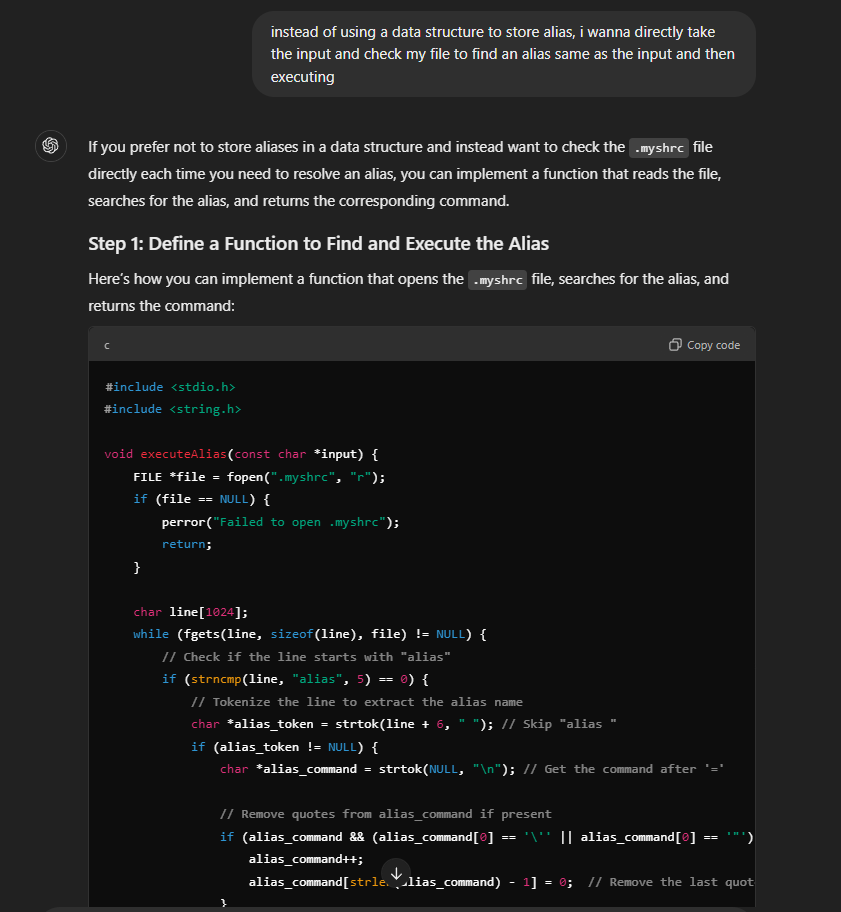 instead of using a data structure to store alias, i wanna directly take
the input and check my file to find an alias same as the input and then
executing
If you prefer not to store aliases in a data structure and instead want to check the .myshrc file
directly each time you need to resolve an alias, you can implement a function that reads the file,
searches for the alias, and returns the corresponding command.
Step 1: Define a Function to Find and Execute the Alias
Here's how you can implement a function that opens the .myshrc file, searches for the alias, and
returns the command:
c
Copy code
#include <stdio.h>
#include <string.h>
void executeAlias(const char *input) {
    FILE *file = fopen(".myshrc", "r");
    if (file == NULL) {
        perror("Failed to open .myshrc");
        return;
    }
    char line[1024];
    while (fgets(line, sizeof(line), file) != NULL) {
        // Check if the line starts with "alias"
        if (strncmp(line, "alias", 5) == 0) {
            // Tokenize the line to extract the alias name
            char *alias_token = strtok(line + 6, " "); // Skip "alias "
            if (alias_token != NULL) {
                char *alias_command = strtok(NULL, "\n"); // Get the command after '='
                // Remove quotes from alias_command if present
                if (alias_command && (alias_command[0] == '\'' || alias_command[0] == '"')
                    alias_command++;
                    alias_command[strle alias_command) - 1] = 0;  // Remove the last quot
                }